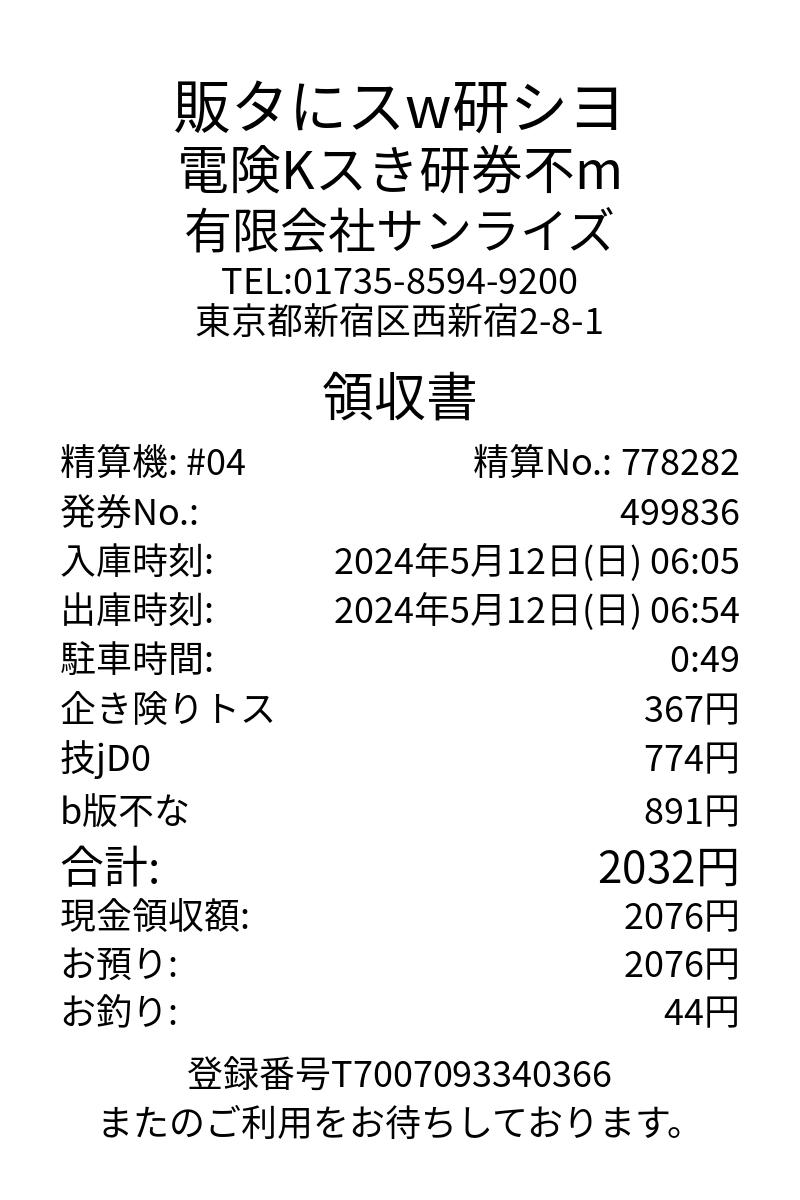 販タにスw研シヨ
電険Kスき研券不m
有限会社サンライズ
TEL:01735-8594-9200
東京都新宿区西新宿2-8-1
領収書
精算機: #04 精算No.: 778282
発券No.: 499836
入庫時刻: 2024年5月12日(日) 06:05
出庫時刻: 2024年5月12日(日) 06:54
駐車時間: 0:49
企き険りトス 367円
技jD0 774円
b版不な 891円
合計: 2032円
現金領収額: 2076円
お預り: 2076円
お釣り: 44円
登録番号T7007093340366
またのご利用をお待ちしております。